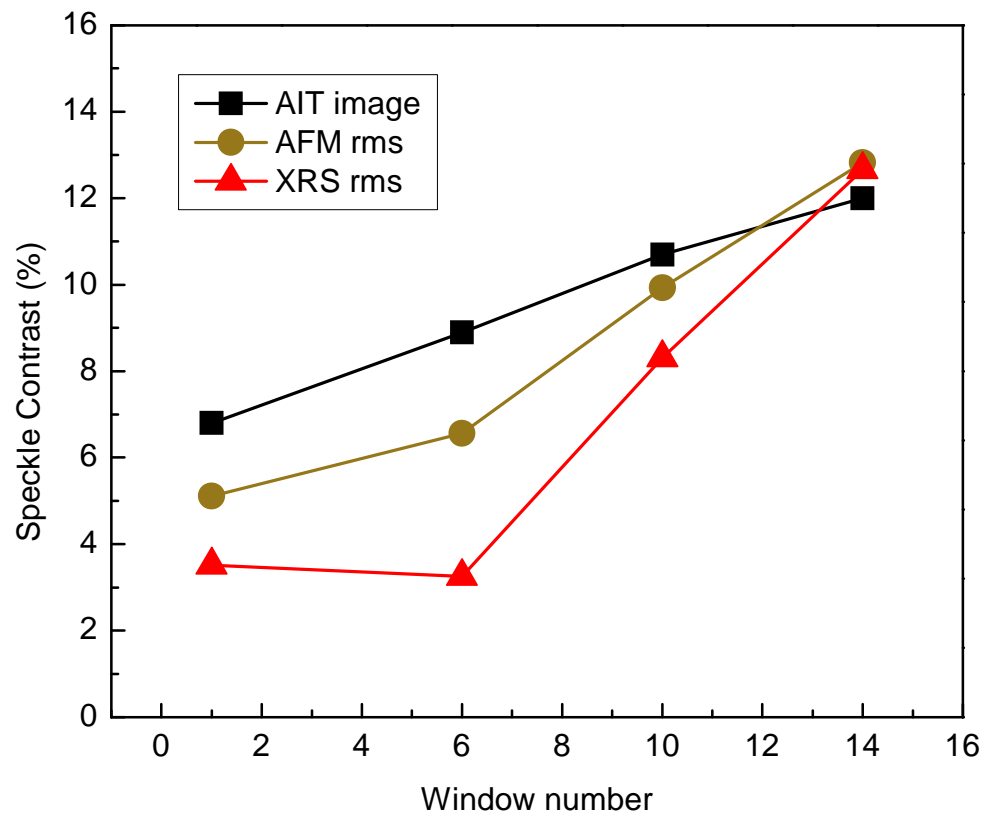 16
14
12
10
8
6
4
2
0
Speckle Contrast (%)
AIT image
AFM rms
XRS rms
0 2 4 6 8 10 12 14 16
Window number